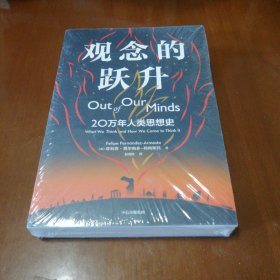 观念的
跃升
Out of Our Minds
20万年人类思想史
What We Think and How We Came to Think It
Felipe Fernández-Armesto
中信出版集团